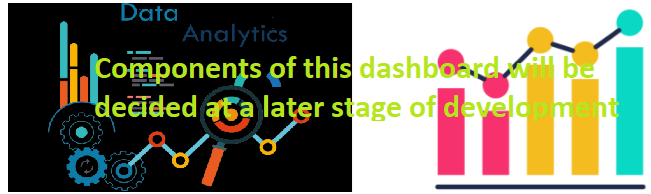 Data
Analytics
Components of this dashboard will be
decided at a later stage of development